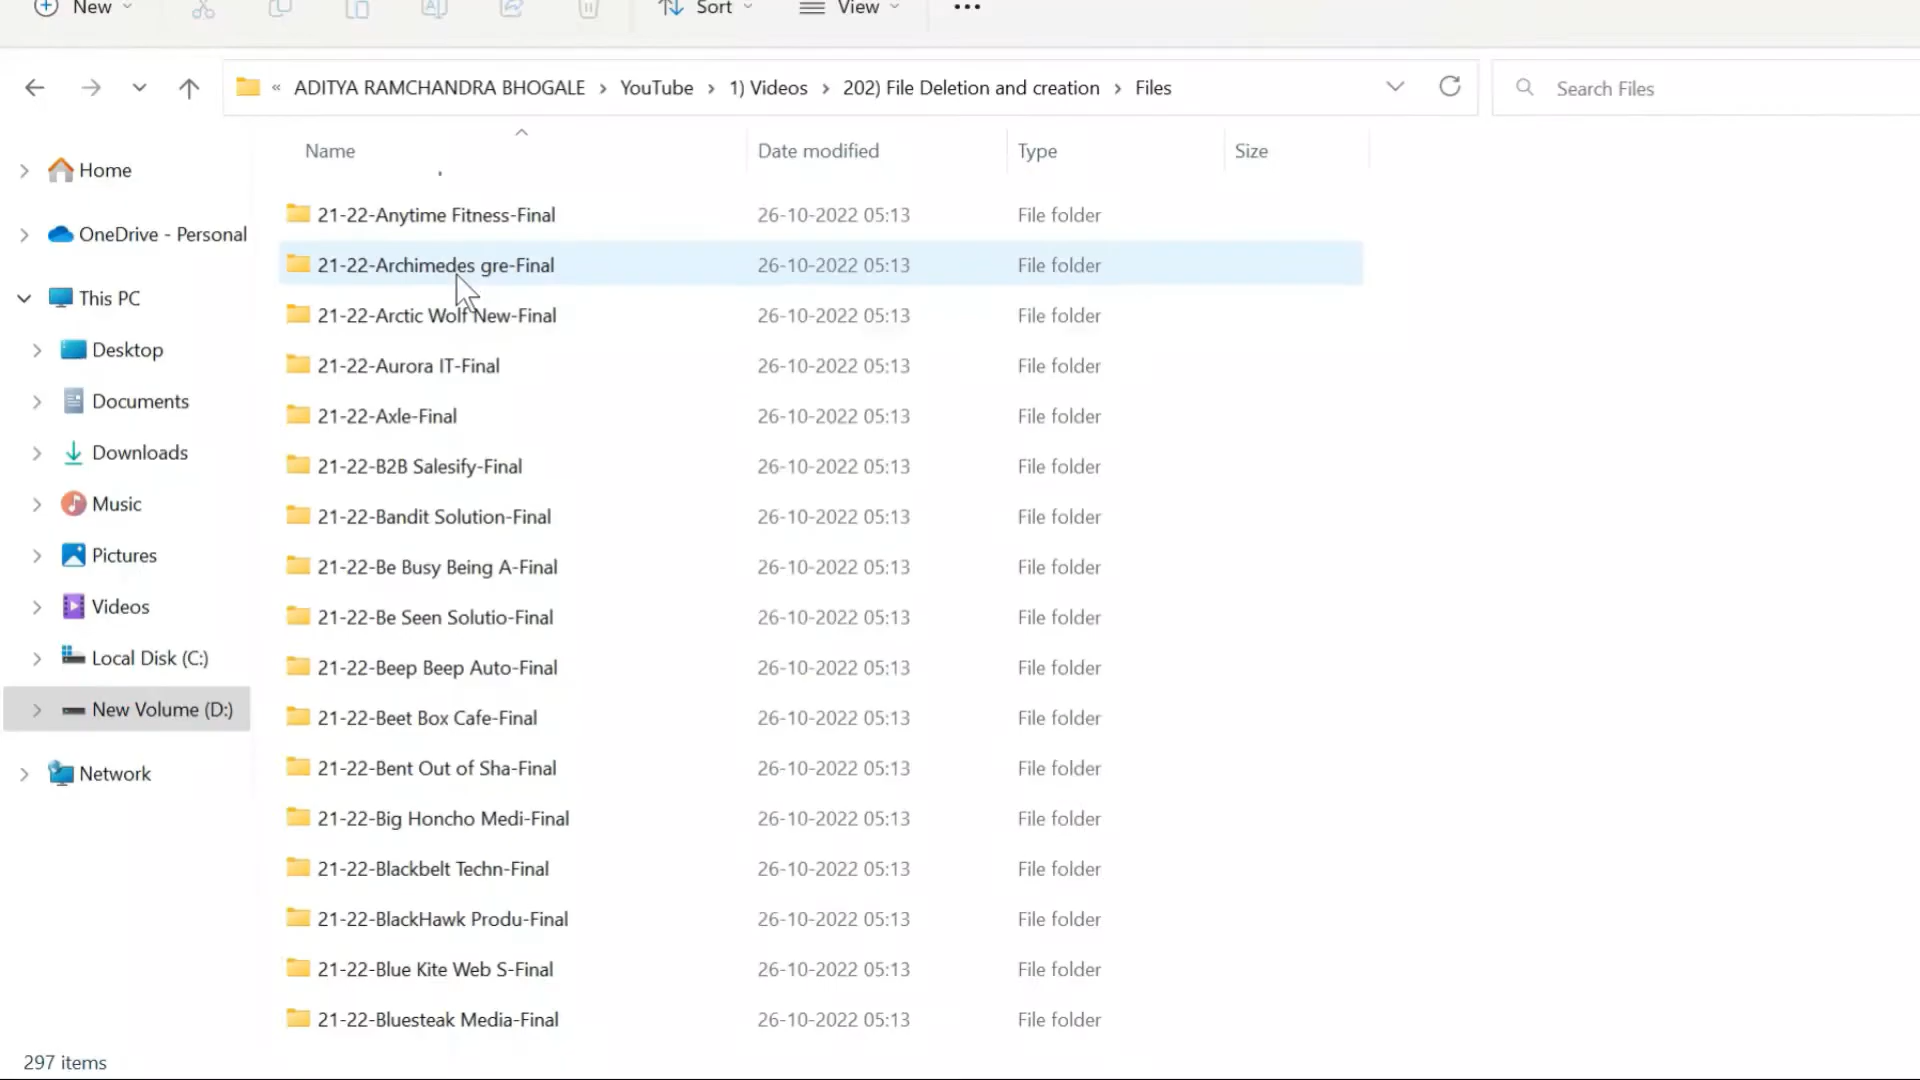 New Sort View
« ADITYA RAMCHANDRA BHOGALE > YouTube > 1) Videos > 202) File Deletion and creation > Files Search Files
Name Date modified Type Size
Home
OneDrive - Personal
This PC
Desktop
Documents
Downloads
Music
Pictures
Videos
Local Disk (C:)
New Volume (D:)
Network
21-22-Anytime Fitness-Final 26-10-2022 05:13 File folder
21-22-Archimedes gre-Final 26-10-2022 05:13 File folder
21-22-Arctic Wolf New-Final 26-10-2022 05:13 File folder
21-22-Aurora IT-Final 26-10-2022 05:13 File folder
21-22-Axle-Final 26-10-2022 05:13 File folder
21-22-B2B Salesify-Final 26-10-2022 05:13 File folder
21-22-Bandit Solution-Final 26-10-2022 05:13 File folder
21-22-Be Busy Being A-Final 26-10-2022 05:13 File folder
21-22-Be Seen Solutio-Final 26-10-2022 05:13 File folder
21-22-Beep Beep Auto-Final 26-10-2022 05:13 File folder
21-22-Beet Box Cafe-Final 26-10-2022 05:13 File folder
21-22-Bent Out of Sha-Final 26-10-2022 05:13 File folder
21-22-Big Honcho Medi-Final 26-10-2022 05:13 File folder
21-22-Blackbelt Techn-Final 26-10-2022 05:13 File folder
21-22-BlackHawk Produ-Final 26-10-2022 05:13 File folder
21-22-Blue Kite Web S-Final 26-10-2022 05:13 File folder
21-22-Bluesteak Media-Final 26-10-2022 05:13 File folder
297 items